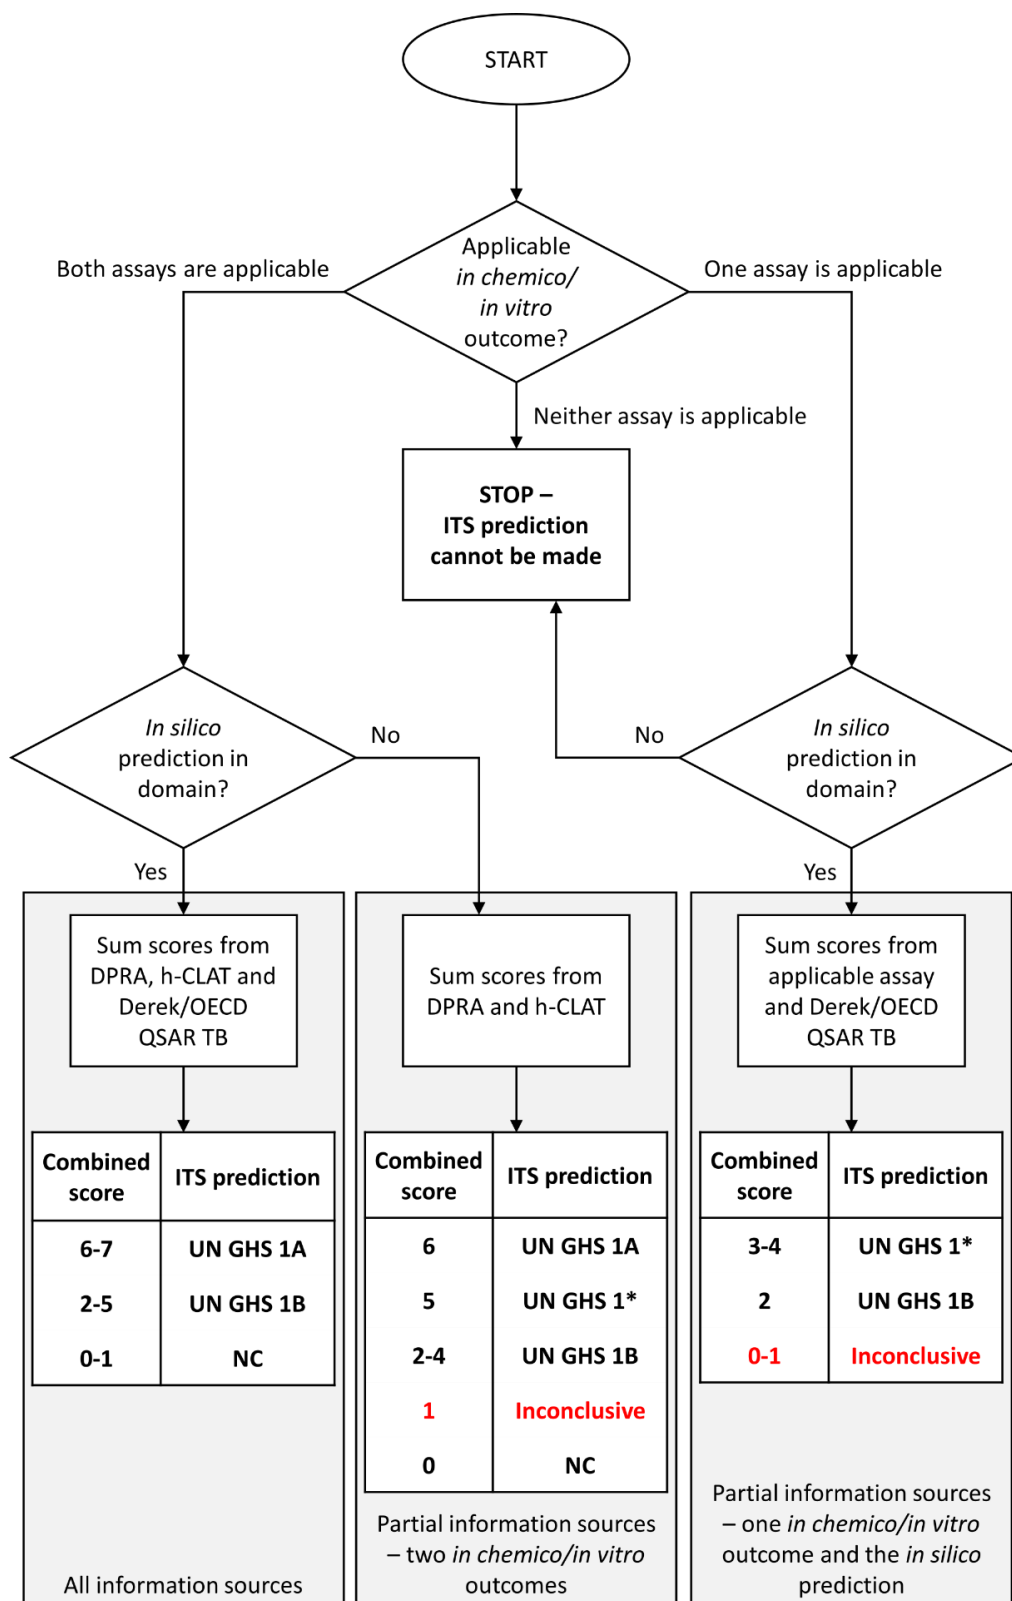 START
Applicable
in chemico/
in vitro
outcome?
Both assays are applicable
One assay is applicable
Neither assay is applicable
STOP –
ITS prediction
cannot be made
In silico
prediction in
domain?
No
Yes
No
In silico
prediction in
domain?
Yes
Sum scores from
DPRA, h-CLAT and
Derek/OECD
QSAR TB
Combined
score
ITS prediction
6-7 UN GHS 1A
2-5 UN GHS 1B
0-1 NC
All information sources
Sum scores from
DPRA and h-CLAT
Combined
score
ITS prediction
6 UN GHS 1A
5 UN GHS 1*
2-4 UN GHS 1B
1 Inconclusive
0 NC
Partial information sources
– two in chemico/in vitro
outcomes
Sum scores from
applicable assay
and Derek/OECD
QSAR TB
Combined
score
ITS prediction
3-4 UN GHS 1*
2 UN GHS 1B
0-1 Inconclusive
Partial information sources
– one in chemico/in vitro
outcome and the in silico
prediction